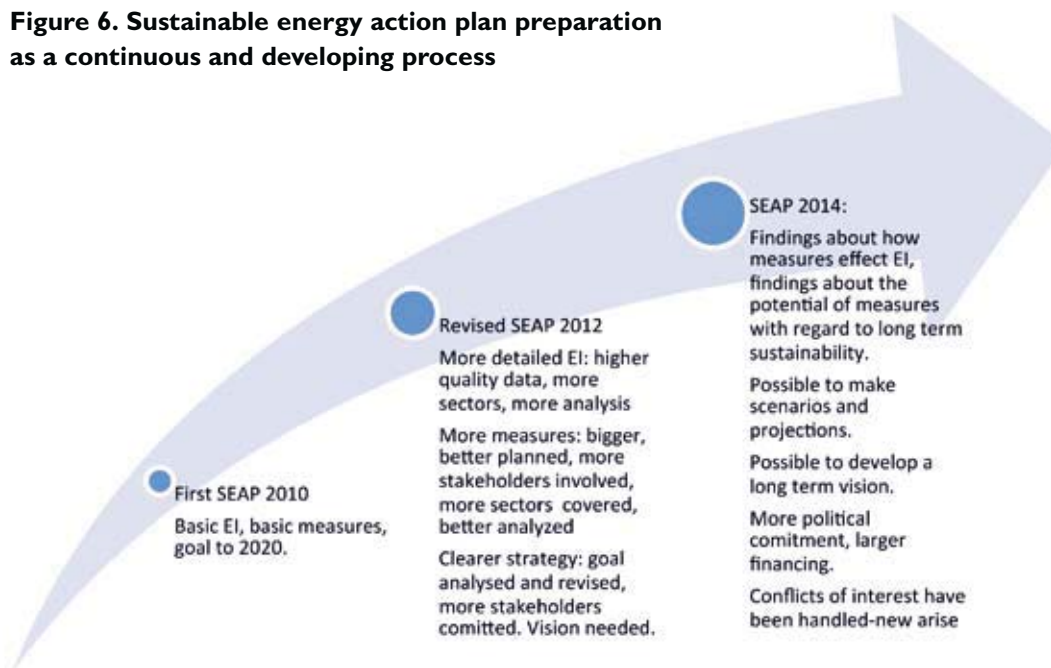 Figure 6. Sustainable energy action plan preparation
as a continuous and developing process
First SEAP 2010
Basic EI, basic measures,
goal to 2020.
Revised SEAP 2012
More detailed EI: higher
quality data, more
sectors, more analysis
More measures: bigger,
better planned, more
stakeholders involved,
more sectors covered,
better analyzed
Clearer strategy: goal
analysed and revised,
more stakeholders
comitted. Vision needed.
SEAP 2014:
Findings about how
measures effect EI,
findings about the
potential of measures
with regard to long term
sustainability.
Possible to make
scenarios and
projections.
Possible to develop a
long term vision.
More political
comitment, larger
financing.
Conflicts of interest have
been handled-new arise